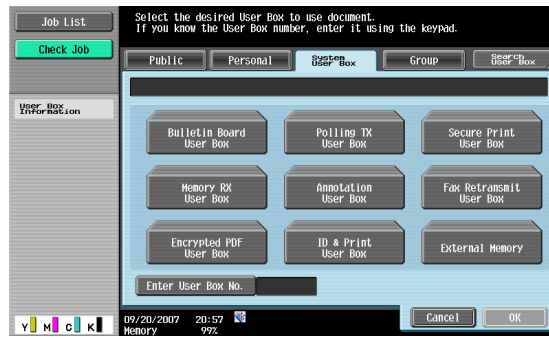 Job List
Select the desired User Box to use document.
If you know the User Box number, enter it using the keypad.
Check Job
Public
Personal
System
User Box
Group
Search
User Box
User Box
Information
Bulletin Board
User Box
Polling TX
User Box
Secure Print
User Box
Memory RX
User Box
Annotation
User Box
Fax Retransmit
User Box
Encrypted PDF
User Box
ID & Print
User Box
External Memory
Enter User Box No.
Y M C K
09/20/2007 20:57
Memory 99%
Cancel
OK